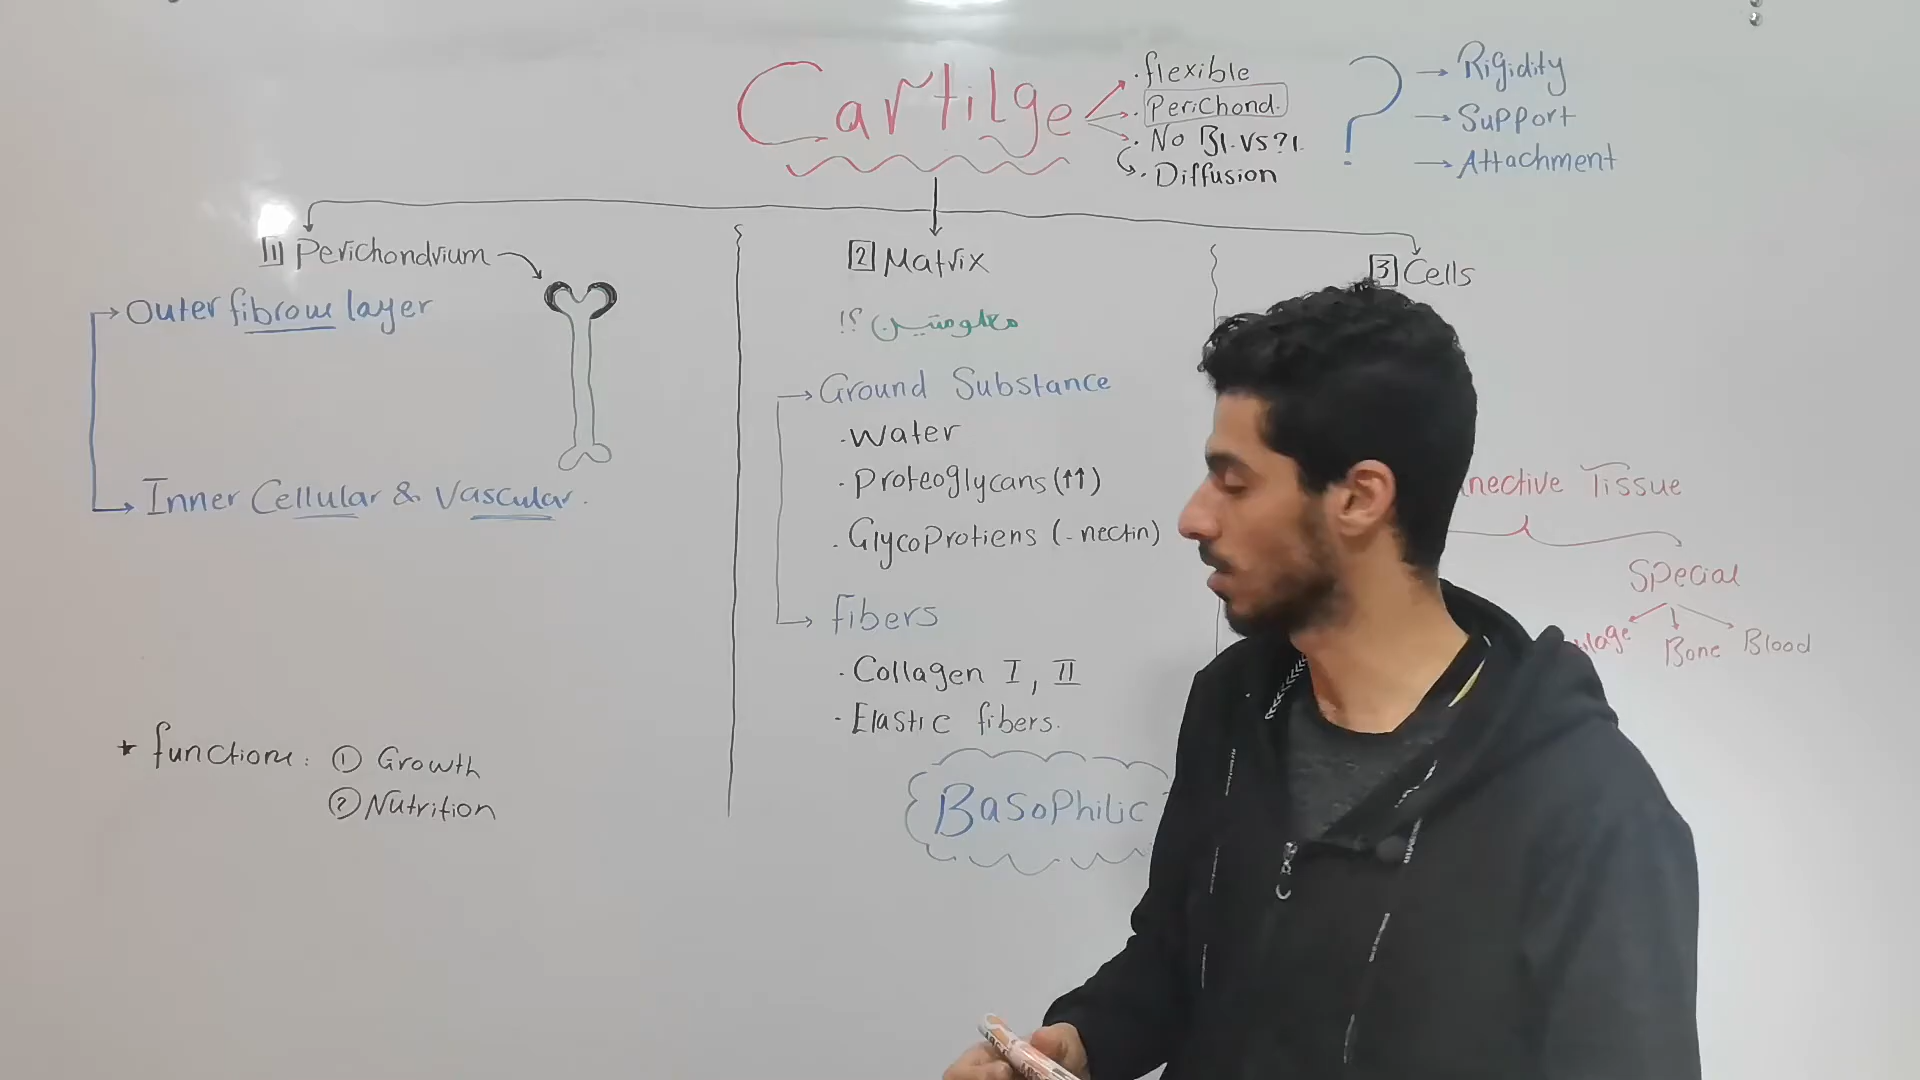 Cartilge
. flexible
. Perichond.
. No Bl. vs?!
. Diffusion
?
→ Rigidity
→ Support
→ Attachment
1 Perichondrium
→ Outer fibrous layer
→ Inner Cellular & Vascular.
* functions: ① Growth
② Nutrition
2 Matrix
معلومتين ؟!
→ Ground Substance
. Water
. Proteoglycans (↑↑)
. GlycoProtiens (- nectin)
→ fibers
. Collagen I, II
. Elastic fibers.
BasoPhilic
3 Cells
nective Tissue
Special
lage
Bone
Blood